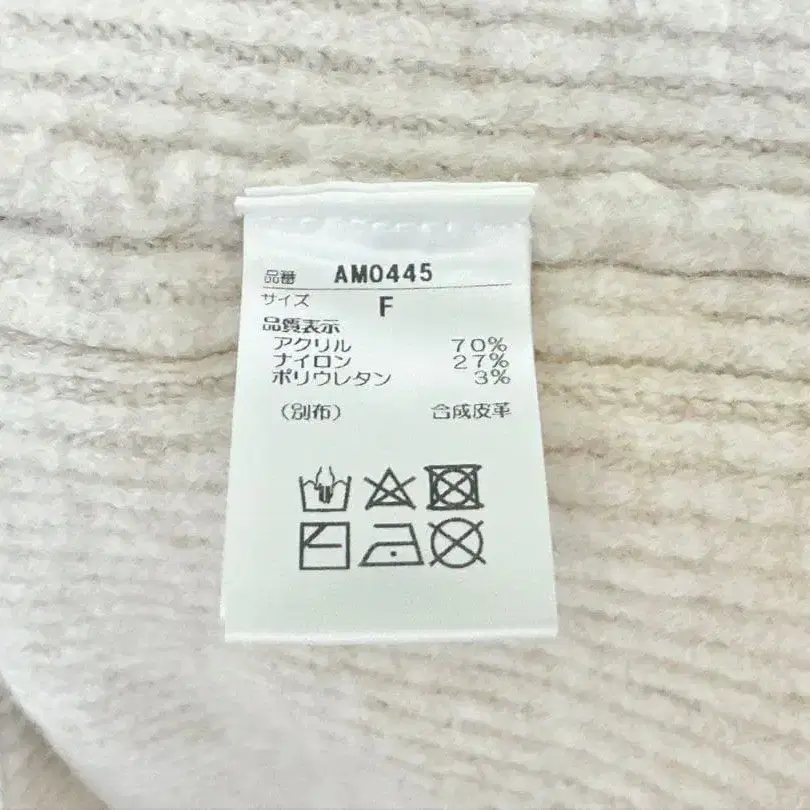 品番 AM0445
サイズ F
品質表示
アクリル 70%
ナイロン 27%
ポリウレタン 3%
(別布) 合成皮革